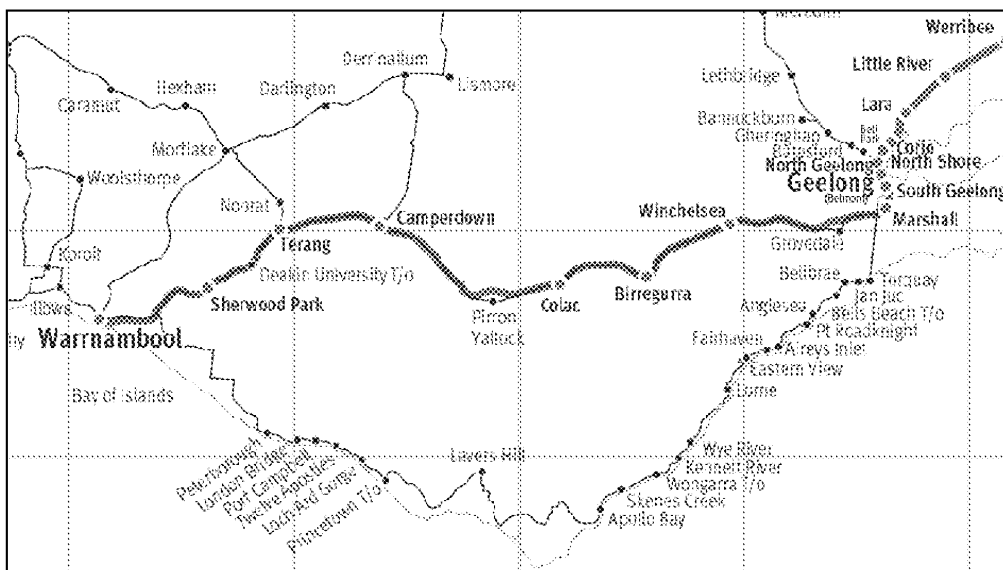 Werribee
Derrinallum
Little River
Lismore
Lethbridge
Hexham
Darlington
Caramut
Lara
Bannockburn
Gheringhap
Batesford
Corio
Mortlake
North Geelong
North Shore
Woolsthorpe
Geelong
(Belmont)
South Geelong
Noorat
Camperdown
Winchelsea
Marshall
Terang
Grovedale
Koroit
Deakin University T/o
Bellbrae
Torquay
Sherwood Park
Colac
Birregurra
Jan Juc
Illowa
Anglesea
Bells Beach T/o
Pirron
Yallock
Pt Roadknight
Warrnambool
Fairhaven
Aireys Inlet
Eastern View
Bay of Islands
Lorne
Peterborough
London Bridge
Port Campbell
Twelve Apostles
Loch Ard Gorge
Princetown T/o
Lavers Hill
Wye River
Kennett River
Wongarra T/o
Skenes Creek
Apollo Bay